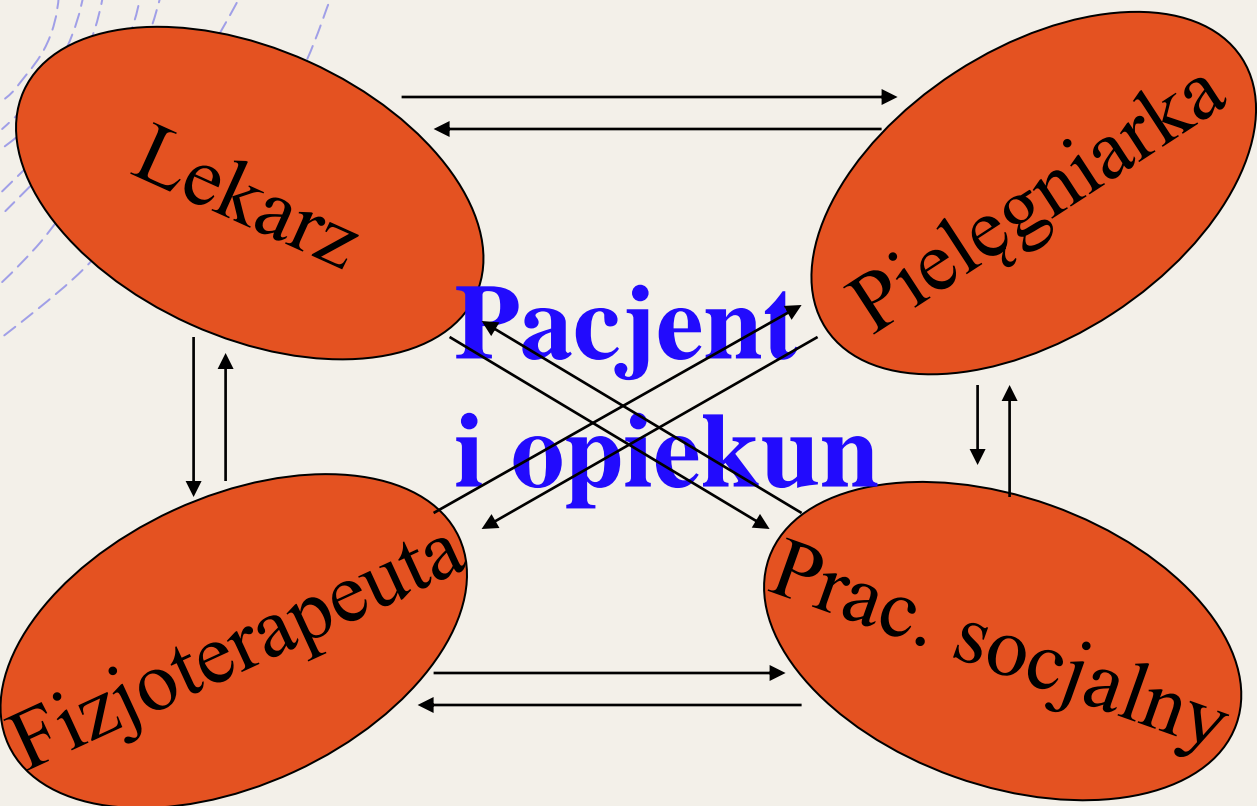 Lekarz
Pielęgniarka
Pacjent
i opiekun
Fizjoterapeuta
Prac. socjalny